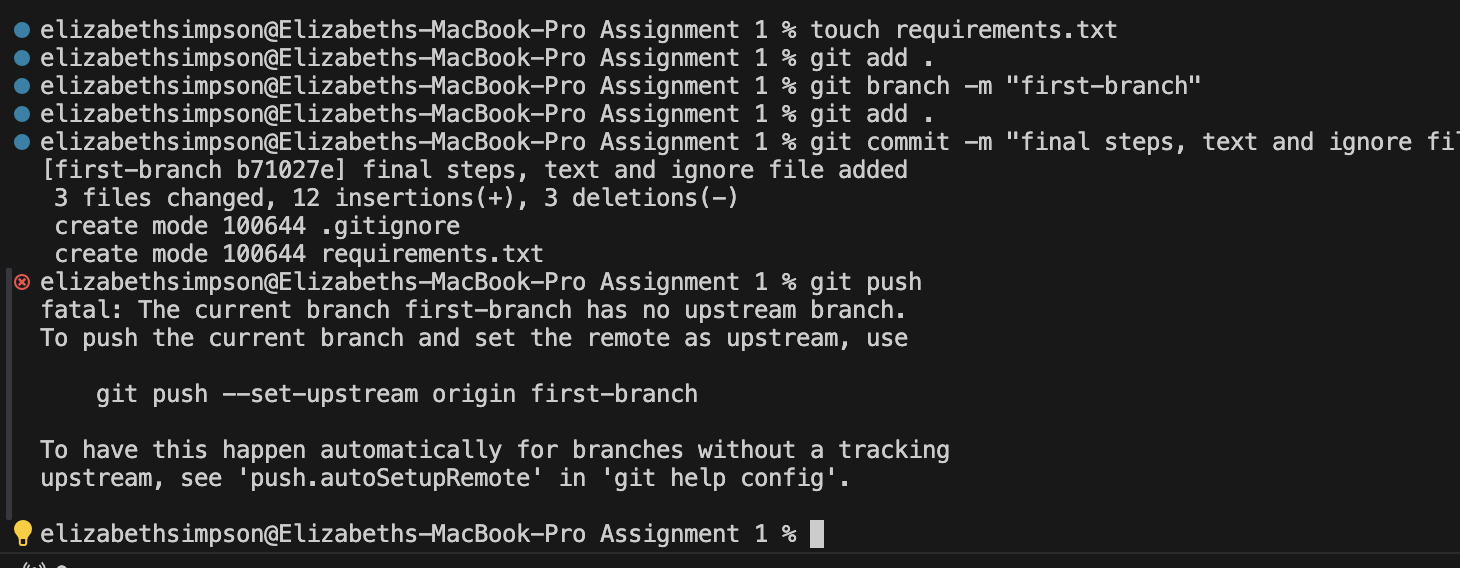 elizabethsimpson@Elizabeths-MacBook-Pro Assignment 1 % touch requirements.txt
elizabethsimpson@Elizabeths-MacBook-Pro Assignment 1 % git add .
elizabethsimpson@Elizabeths-MacBook-Pro Assignment 1 % git branch -m "first-branch"
elizabethsimpson@Elizabeths-MacBook-Pro Assignment 1 % git add .
elizabethsimpson@Elizabeths-MacBook-Pro Assignment 1 % git commit -m "final steps, text and ignore
[first-branch b71027e] final steps, text and ignore file added
3 files changed, 12 insertions(+), 3 deletions(-)
create mode 100644 .gitignore
create mode 100644 requirements.txt
elizabethsimpson@Elizabeths-MacBook-Pro Assignment 1 % git push
fatal: The current branch first-branch has no upstream branch.
To push the current branch and set the remote as upstream, use
git push --set-upstream origin first-branch
To have this happen automatically for branches without a tracking
upstream, see 'push.autoSetupRemote' in 'git help config'.
elizabethsimpson@Elizabeths-MacBook-Pro Assignment 1 %